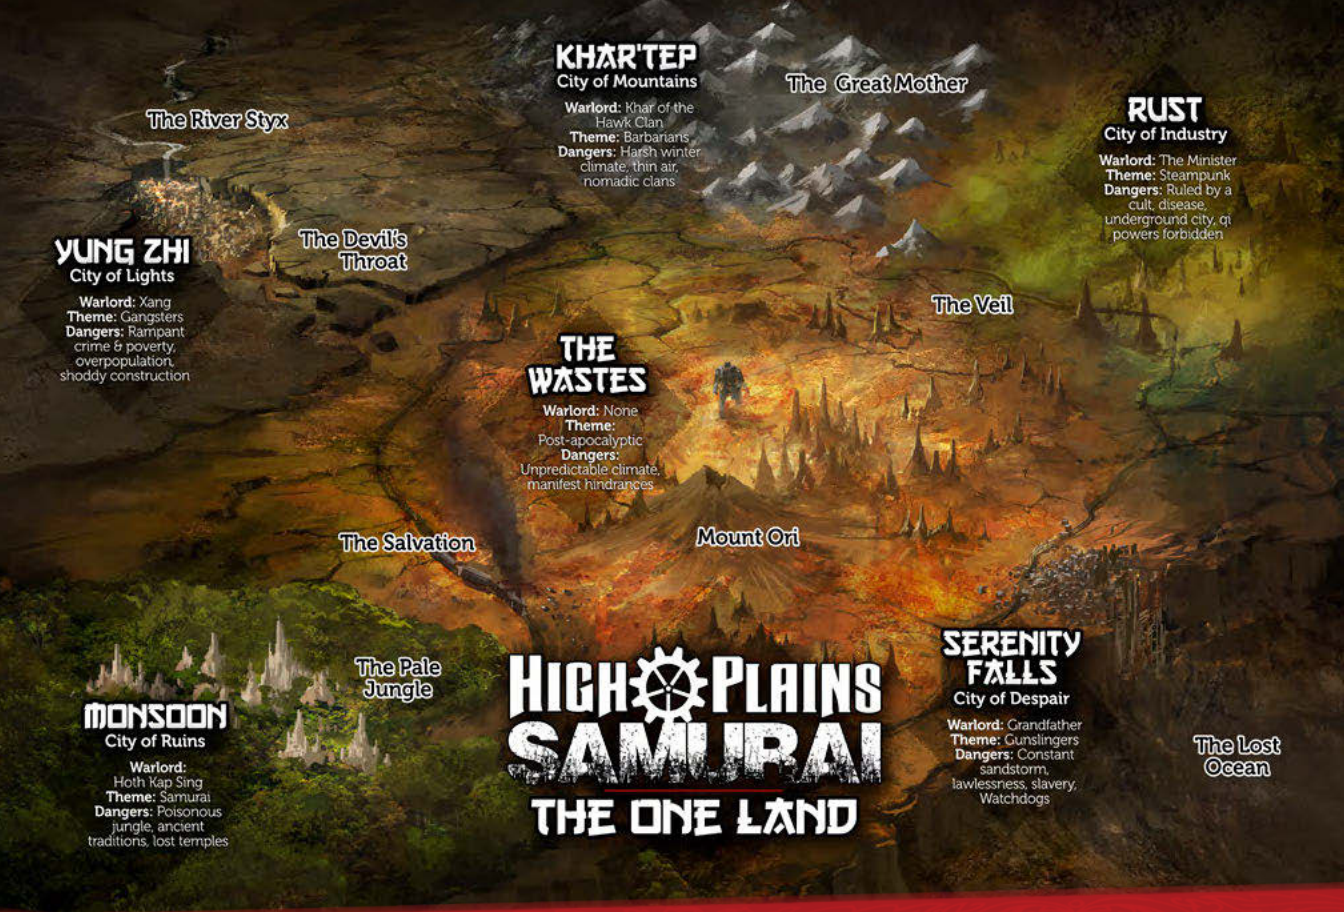 KHAR'TEP
City of Mountains
Warlord: Khar of the
Hawk Clan
Theme: Barbarians
Dangers: Harsh winter
climate, thin air,
nomadic clans
The Great Mother
RUST
City of Industry
Warlord: The Minister
Theme: Steampunk
Dangers: Ruled by a
cult, disease,
underground city, qi
powers forbidden
The River Styx
The Devil's
Throat
YUNG ZHI
City of Lights
Warlord: Xang
Theme: Gangsters
Dangers: Rampant
crime & poverty,
overpopulation,
shoddy construction
The Veil
THE
WASTES
Warlord: None
Theme:
Post-apocalyptic
Dangers:
Unpredictable climate,
manifest hindrances
The Salvation
Mount Ori
The Pale
Jungle
MONSOON
City of Ruins
Warlord:
Hoth Kap Sing
Theme: Samurai
Dangers: Poisonous
jungle, ancient
traditions, lost temples
HIGH PLAINS
SAMURAI
THE ONE LAND
SERENITY
FALLS
City of Despair
Warlord: Grandfather
Theme: Gunslingers
Dangers: Constant
sandstorm,
lawlessness, slavery,
Watchdogs
The Lost
Ocean